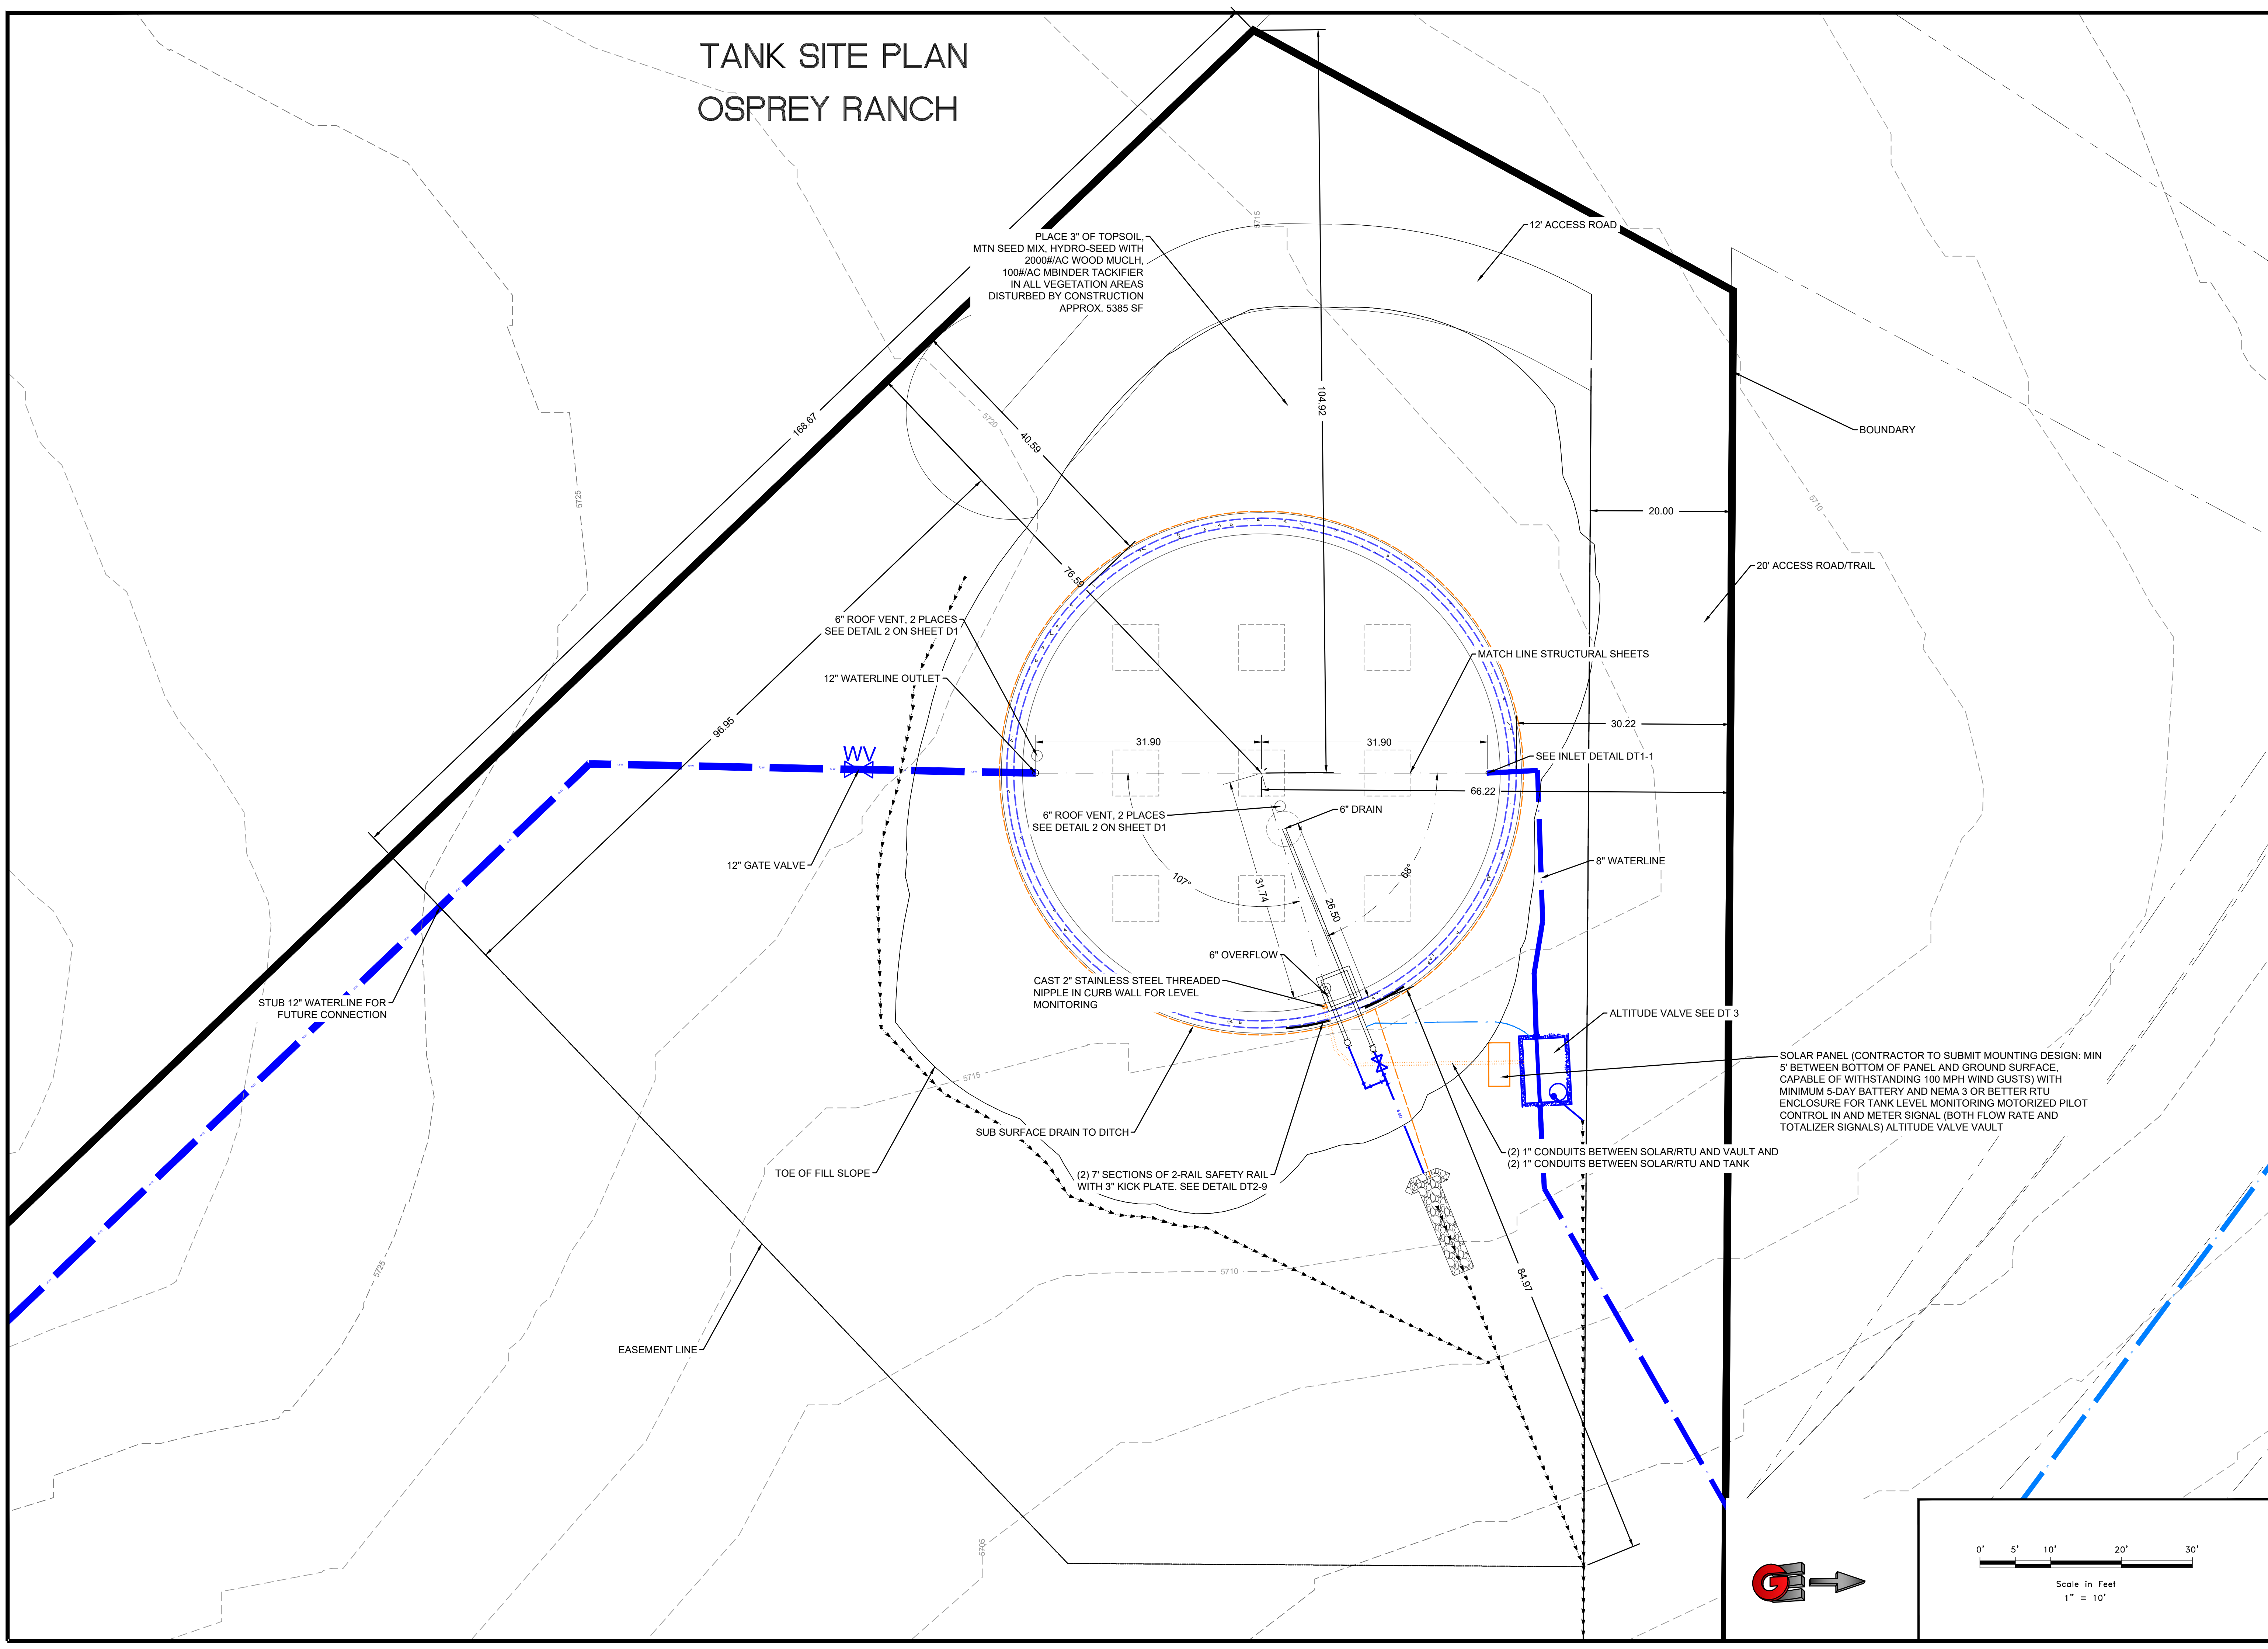 TANK SITE PLAN
OSPREY RANCH
PLACE 3" OF TOPSOIL,
MTN SEED MIX, HYDRO-SEED WITH
2000#/AC WOOD MUCLH,
100#/AC MBINDER TACKIFIER
IN ALL VEGETATION AREAS
DISTURBED BY CONSTRUCTION
APPROX. 5385 SF
5715
12' ACCESS ROAD
168.67
5720
40.59
104.92
BOUNDARY
5725
5710
20.00
76.59
20' ACCESS ROAD/TRAIL
6" ROOF VENT, 2 PLACES
SEE DETAIL 2 ON SHEET D1
MATCH LINE STRUCTURAL SHEETS
12" WATERLINE OUTLET
96.95
30.22
31.90
31.90
WV
SEE INLET DETAIL DT1-1
66.22
6" ROOF VENT, 2 PLACES
SEE DETAIL 2 ON SHEET D1
6" DRAIN
12" GATE VALVE
8" WATERLINE
107°
68°
31.74
26.50
6" OVERFLOW
CAST 2" STAINLESS STEEL THREADED
NIPPLE IN CURB WALL FOR LEVEL
MONITORING
STUB 12" WATERLINE FOR
FUTURE CONNECTION
ALTITUDE VALVE SEE DT 3
SOLAR PANEL (CONTRACTOR TO SUBMIT MOUNTING DESIGN: MIN
5' BETWEEN BOTTOM OF PANEL AND GROUND SURFACE,
CAPABLE OF WITHSTANDING 100 MPH WIND GUSTS) WITH
MINIMUM 5-DAY BATTERY AND NEMA 3 OR BETTER RTU
ENCLOSURE FOR TANK LEVEL MONITORING MOTORIZED PILOT
CONTROL IN AND METER SIGNAL (BOTH FLOW RATE AND
TOTALIZER SIGNALS) ALTITUDE VALVE VAULT
5715
SUB SURFACE DRAIN TO DITCH
(2) 1" CONDUITS BETWEEN SOLAR/RTU AND VAULT AND
(2) 1" CONDUITS BETWEEN SOLAR/RTU AND TANK
TOE OF FILL SLOPE
(2) 7' SECTIONS OF 2-RAIL SAFETY RAIL
WITH 3" KICK PLATE. SEE DETAIL DT2-9
5725
5710
84.97
EASEMENT LINE
5705
G
0' 5' 10' 20' 30'
Scale in Feet
1" = 10'